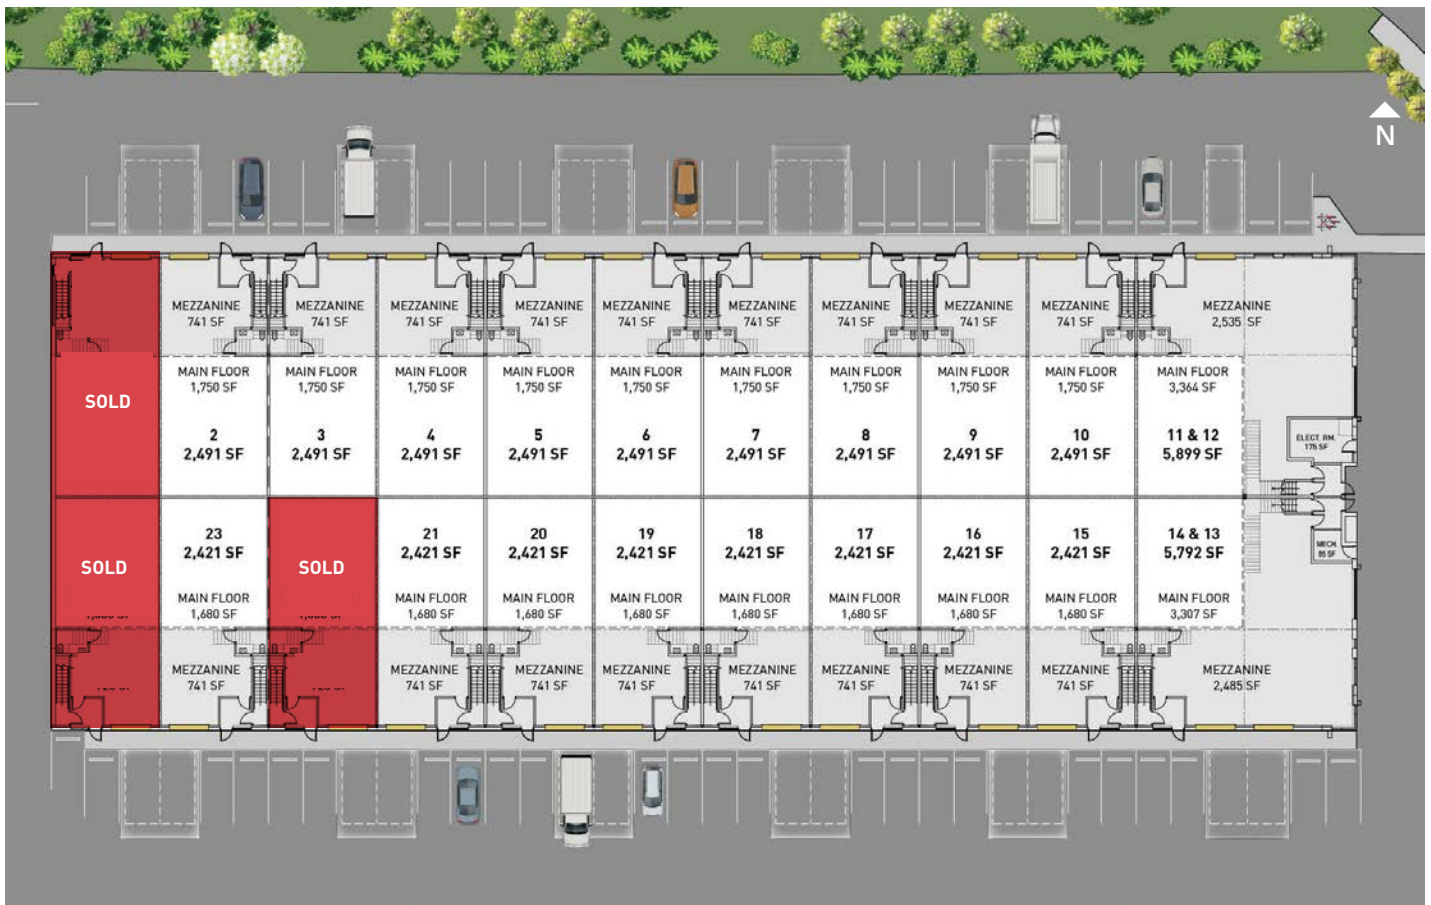 N
MEZZANINE
741 SF
MEZZANINE
741 SF
MEZZANINE
741 SF
MEZZANINE
741 SF
MEZZANINE
741 SF
MEZZANINE
741 SF
MEZZANINE
741 SF
MEZZANINE
741 SF
MEZZANINE
741 SF
MEZZANINE
2,535 SF
SOLD
MAIN FLOOR
1,750 SF
2
2,491 SF
MAIN FLOOR
1,750 SF
3
2,491 SF
MAIN FLOOR
1,750 SF
4
2,491 SF
MAIN FLOOR
1,750 SF
5
2,491 SF
MAIN FLOOR
1,750 SF
6
2,491 SF
MAIN FLOOR
1,750 SF
7
2,491 SF
MAIN FLOOR
1,750 SF
8
2,491 SF
MAIN FLOOR
1,750 SF
9
2,491 SF
MAIN FLOOR
1,750 SF
10
2,491 SF
MAIN FLOOR
3,364 SF
11 & 12
5,899 SF
ELECT. RM.
175 SF
SOLD
23
2,421 SF
MAIN FLOOR
1,680 SF
SOLD
21
2,421 SF
MAIN FLOOR
1,680 SF
20
2,421 SF
MAIN FLOOR
1,680 SF
19
2,421 SF
MAIN FLOOR
1,680 SF
18
2,421 SF
MAIN FLOOR
1,680 SF
17
2,421 SF
MAIN FLOOR
1,680 SF
16
2,421 SF
MAIN FLOOR
1,680 SF
15
2,421 SF
MAIN FLOOR
1,680 SF
14 & 13
5,792 SF
MAIN FLOOR
3,307 SF
MECH.
85 SF
MEZZANINE
741 SF
MEZZANINE
741 SF
MEZZANINE
741 SF
MEZZANINE
741 SF
MEZZANINE
741 SF
MEZZANINE
741 SF
MEZZANINE
741 SF
MEZZANINE
741 SF
MEZZANINE
2,485 SF